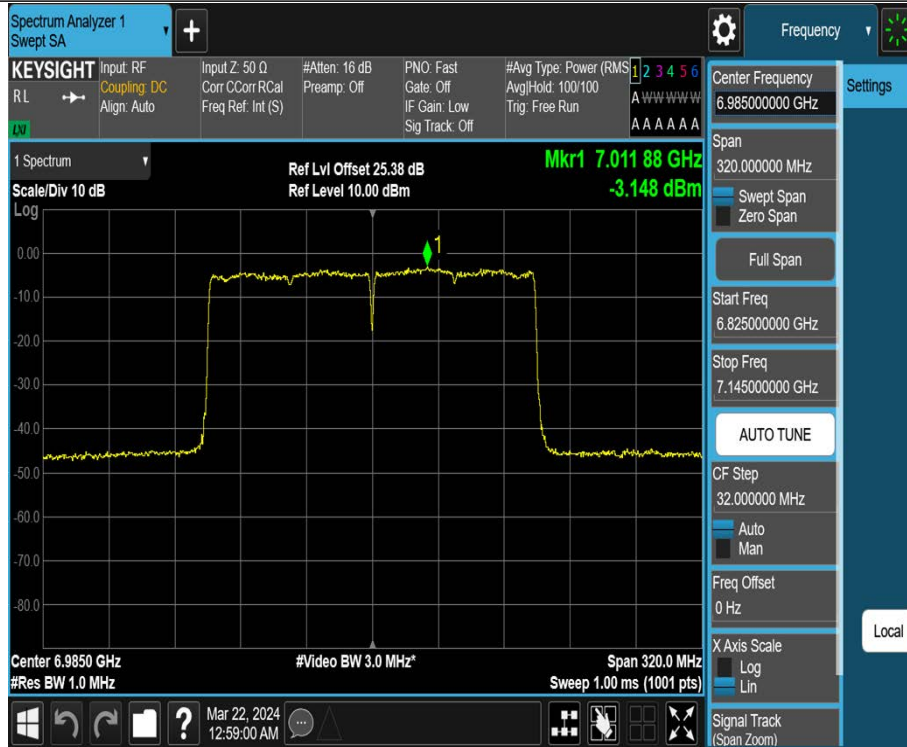 Spectrum Analyzer 1
Swept SA
+
Frequency
KEYSIGHT
R L
LXI
Input: RF
Coupling: DC
Align: Auto
Input Z: 50 Ω
Corr CCorr RCal
Freq Ref: Int (S)
#Atten: 16 dB
Preamp: Off
PNO: Fast
Gate: Off
IF Gain: Low
Sig Track: Off
#Avg Type: Power (RMS
Avg|Hold: 100/100
Trig: Free Run
1 2 3 4 5 6
A W W W W W
A A A A A A
1 Spectrum
Scale/Div 10 dB
Log
Ref Lvl Offset 25.38 dB
Ref Level 10.00 dBm
Mkr1 7.011 88 GHz
-3.148 dBm
1
0.00
-10.0
-20.0
-30.0
-40.0
-50.0
-60.0
-70.0
-80.0
Center 6.9850 GHz
#Video BW 3.0 MHz*
Span 320.0 MHz
#Res BW 1.0 MHz
Sweep 1.00 ms (1001 pts)
?
Mar 22, 2024
12:59:00 AM
Center Frequency
6.985000000 GHz
Settings
Span
320.000000 MHz
Swept Span
Zero Span
Full Span
Start Freq
6.825000000 GHz
Stop Freq
7.145000000 GHz
AUTO TUNE
CF Step
32.000000 MHz
Auto
Man
Freq Offset
0 Hz
Local
X Axis Scale
Log
Lin
Signal Track
(Span Zoom)